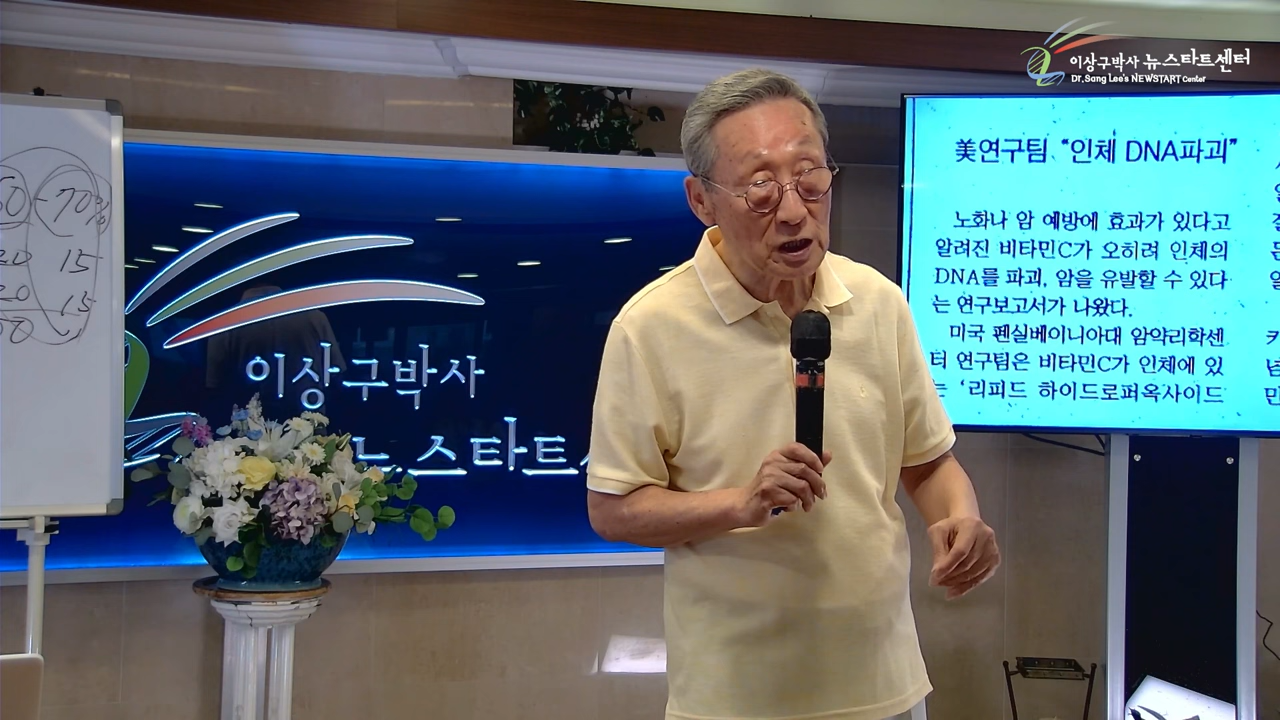 이상구박사 뉴스타트센터
Dr. Sang Lee's NEWSTART Center
美연구팀 “인체 DNA파괴”
노화나 암 예방에 효과가 있다고
알려진 비타민C가 오히려 인체의
DNA를 파괴, 암을 유발할 수 있다
는 연구보고서가 나왔다.
미국 펜실베이니아대 암약리학센
터 연구팀은 비타민C가 인체에 있
는 ‘리피드 하이드로퍼옥사이드
이상구박사
뉴스타트
70
15
15